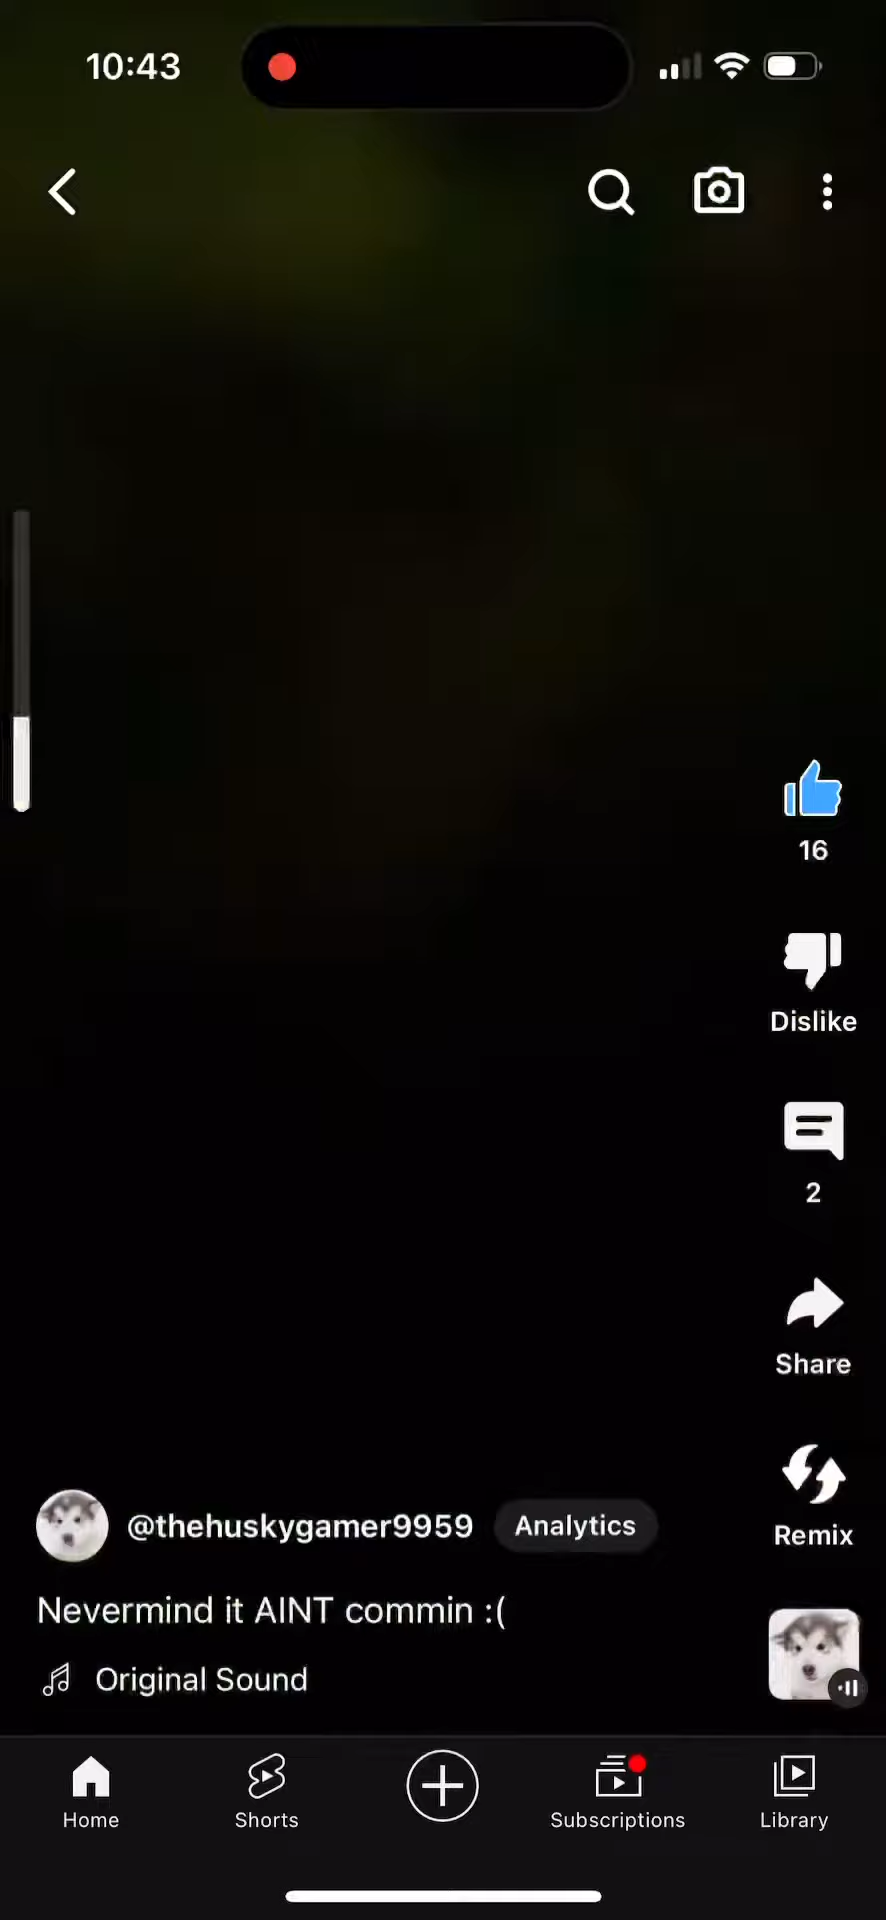 10:43
16
Dislike
2
Share
Remix
@thehuskygamer9959 Analytics
Nevermind it AINT commin :(
Original Sound
Home Shorts Subscriptions Library